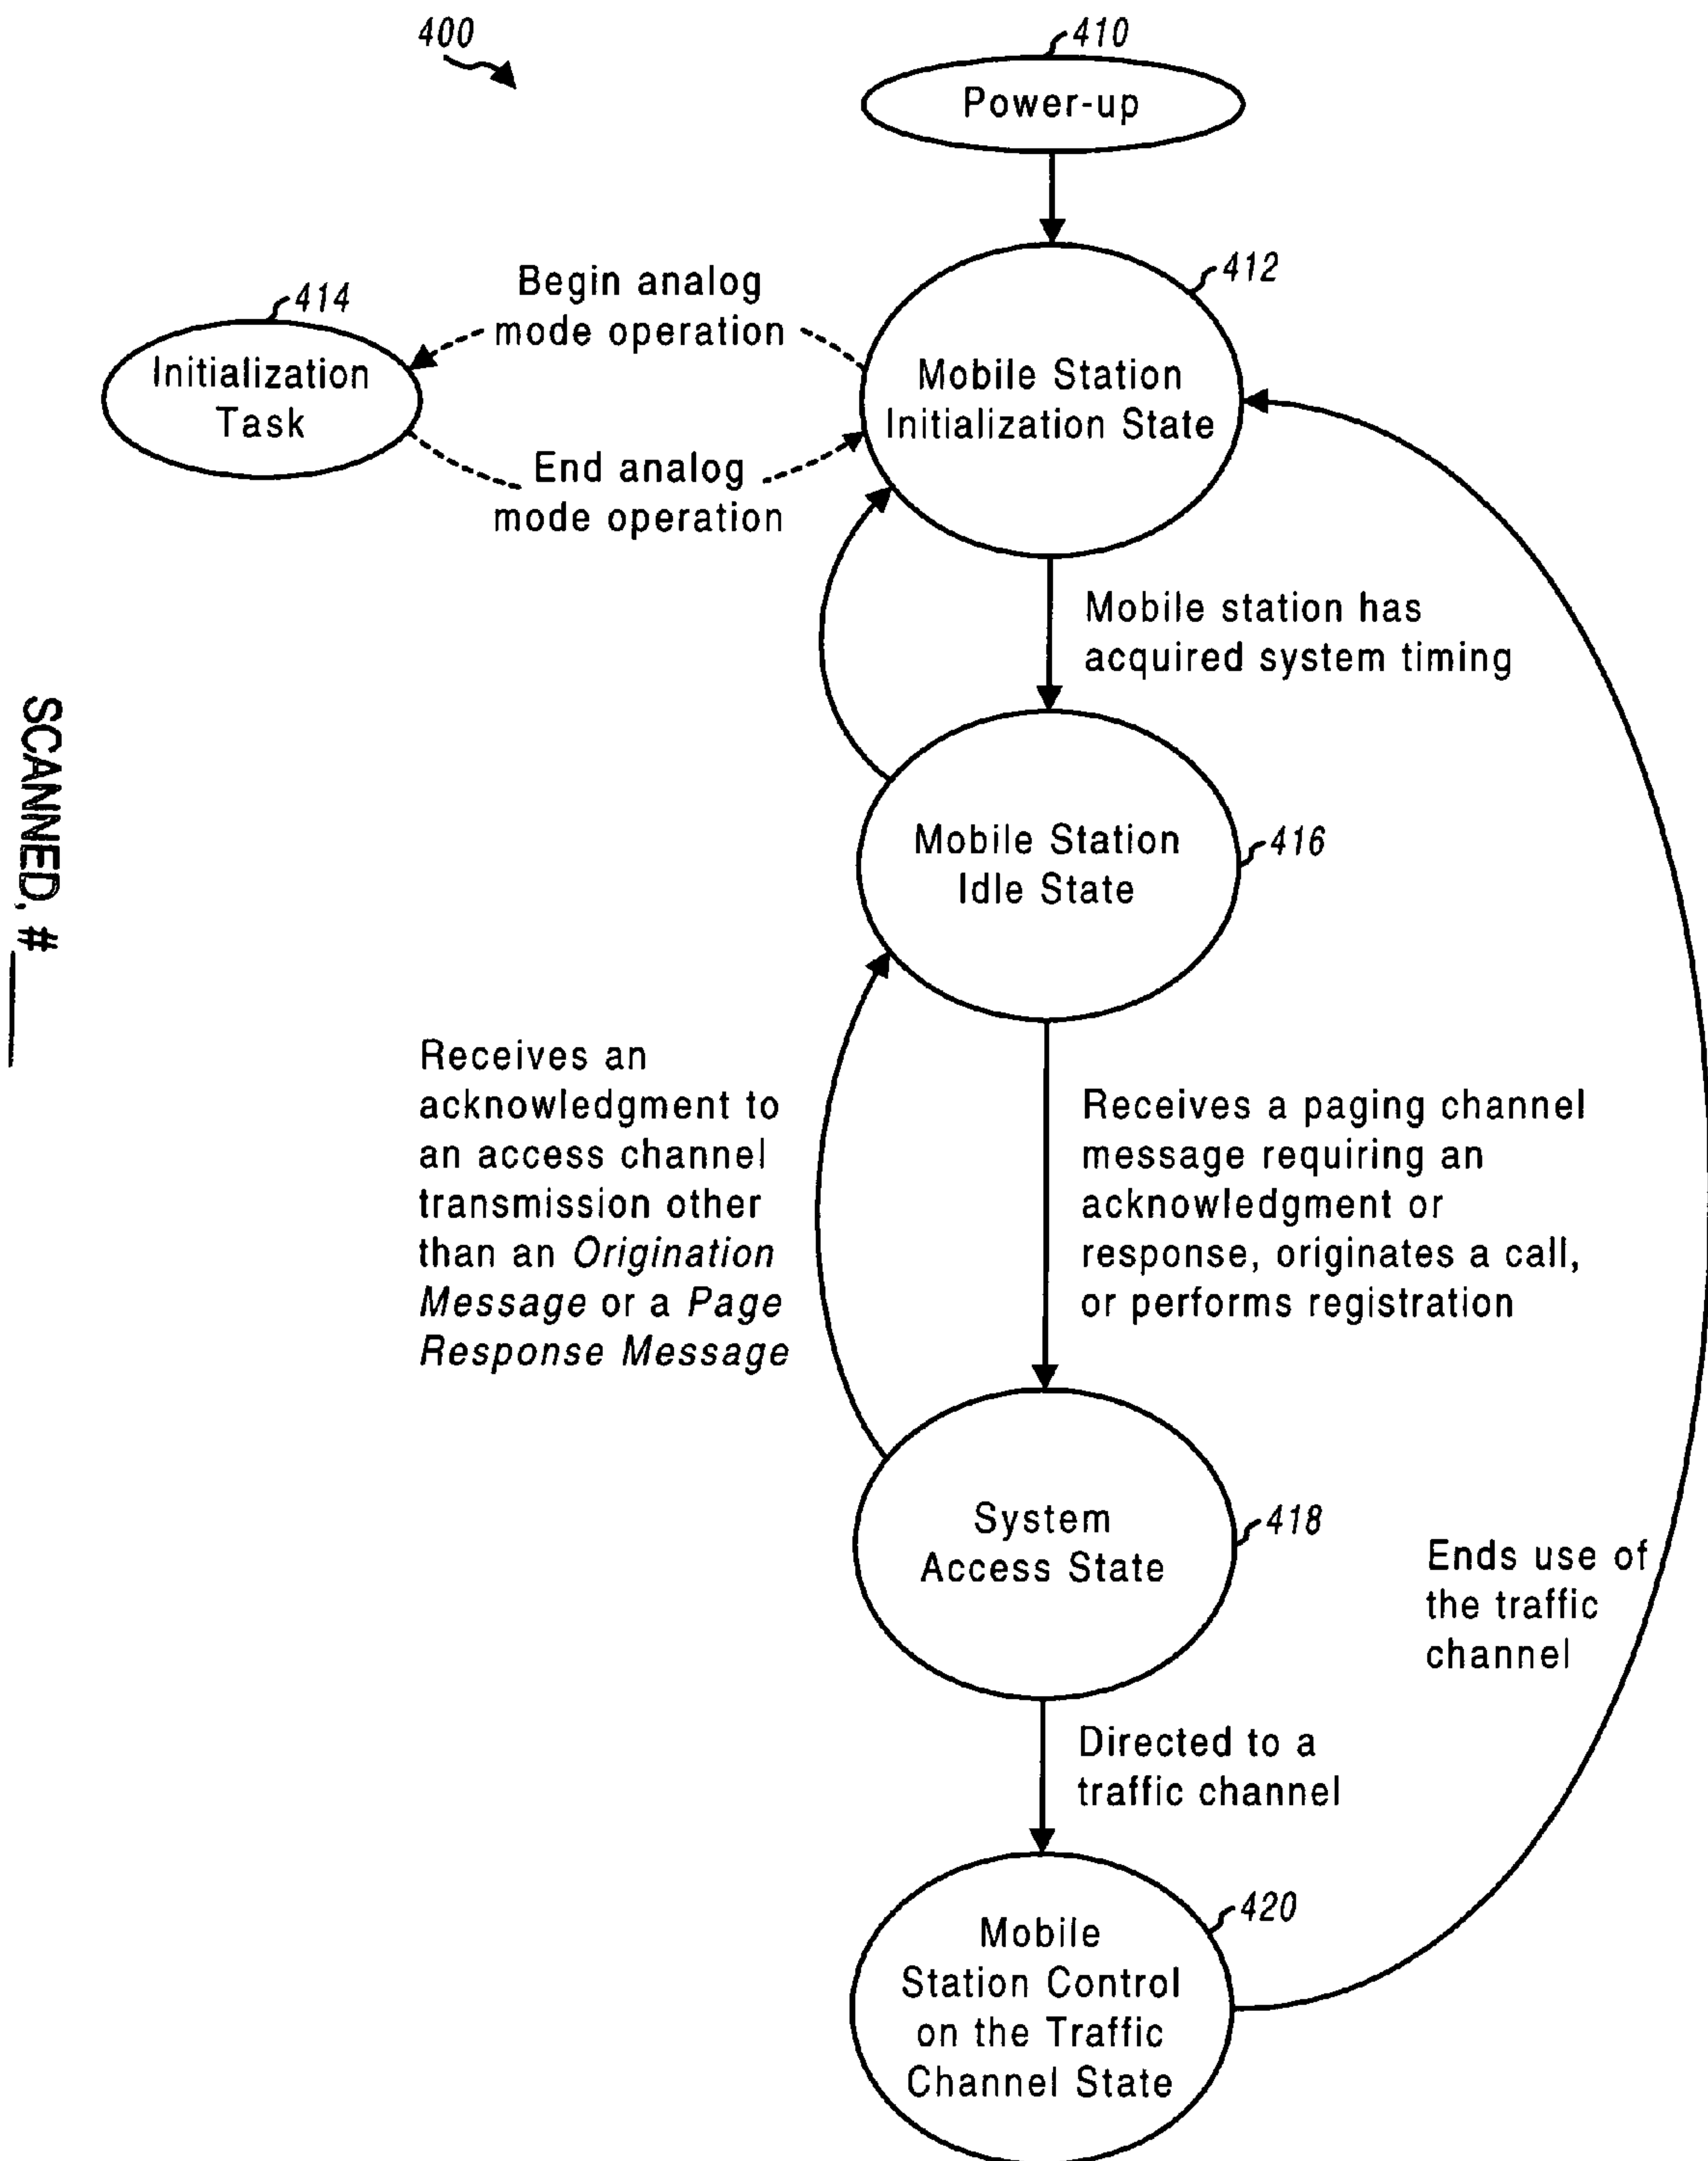 400
410
Power-up
412
414
Begin analog
mode operation
Initialization
Task
Mobile Station
Initialization State
End analog
mode operation
Mobile station has
acquired system timing
SCANNED, #
Mobile Station
Idle State
416
Receives an
acknowledgment to
an access channel
transmission other
than an Origination
Message or a Page
Response Message
Receives a paging channel
message requiring an
acknowledgment or
response, originates a call,
or performs registration
System
Access State
418
Ends use of
the traffic
channel
Directed to a
traffic channel
420
Mobile
Station Control
on the Traffic
Channel State